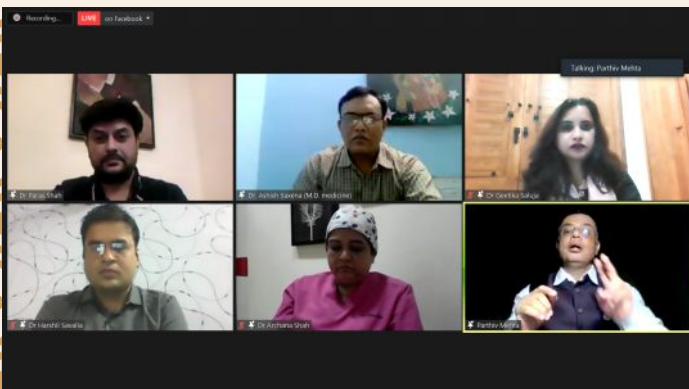 Recording...
LIVE on facebook
Talking: Parthiv Mehta
Dr Paras Shah
Dr. Ashish Saxena (M.D. medicine)
Dr Geetika Saluja
Dr Harshil Savalia
Dr Archana Shah
Parthiv Mehta